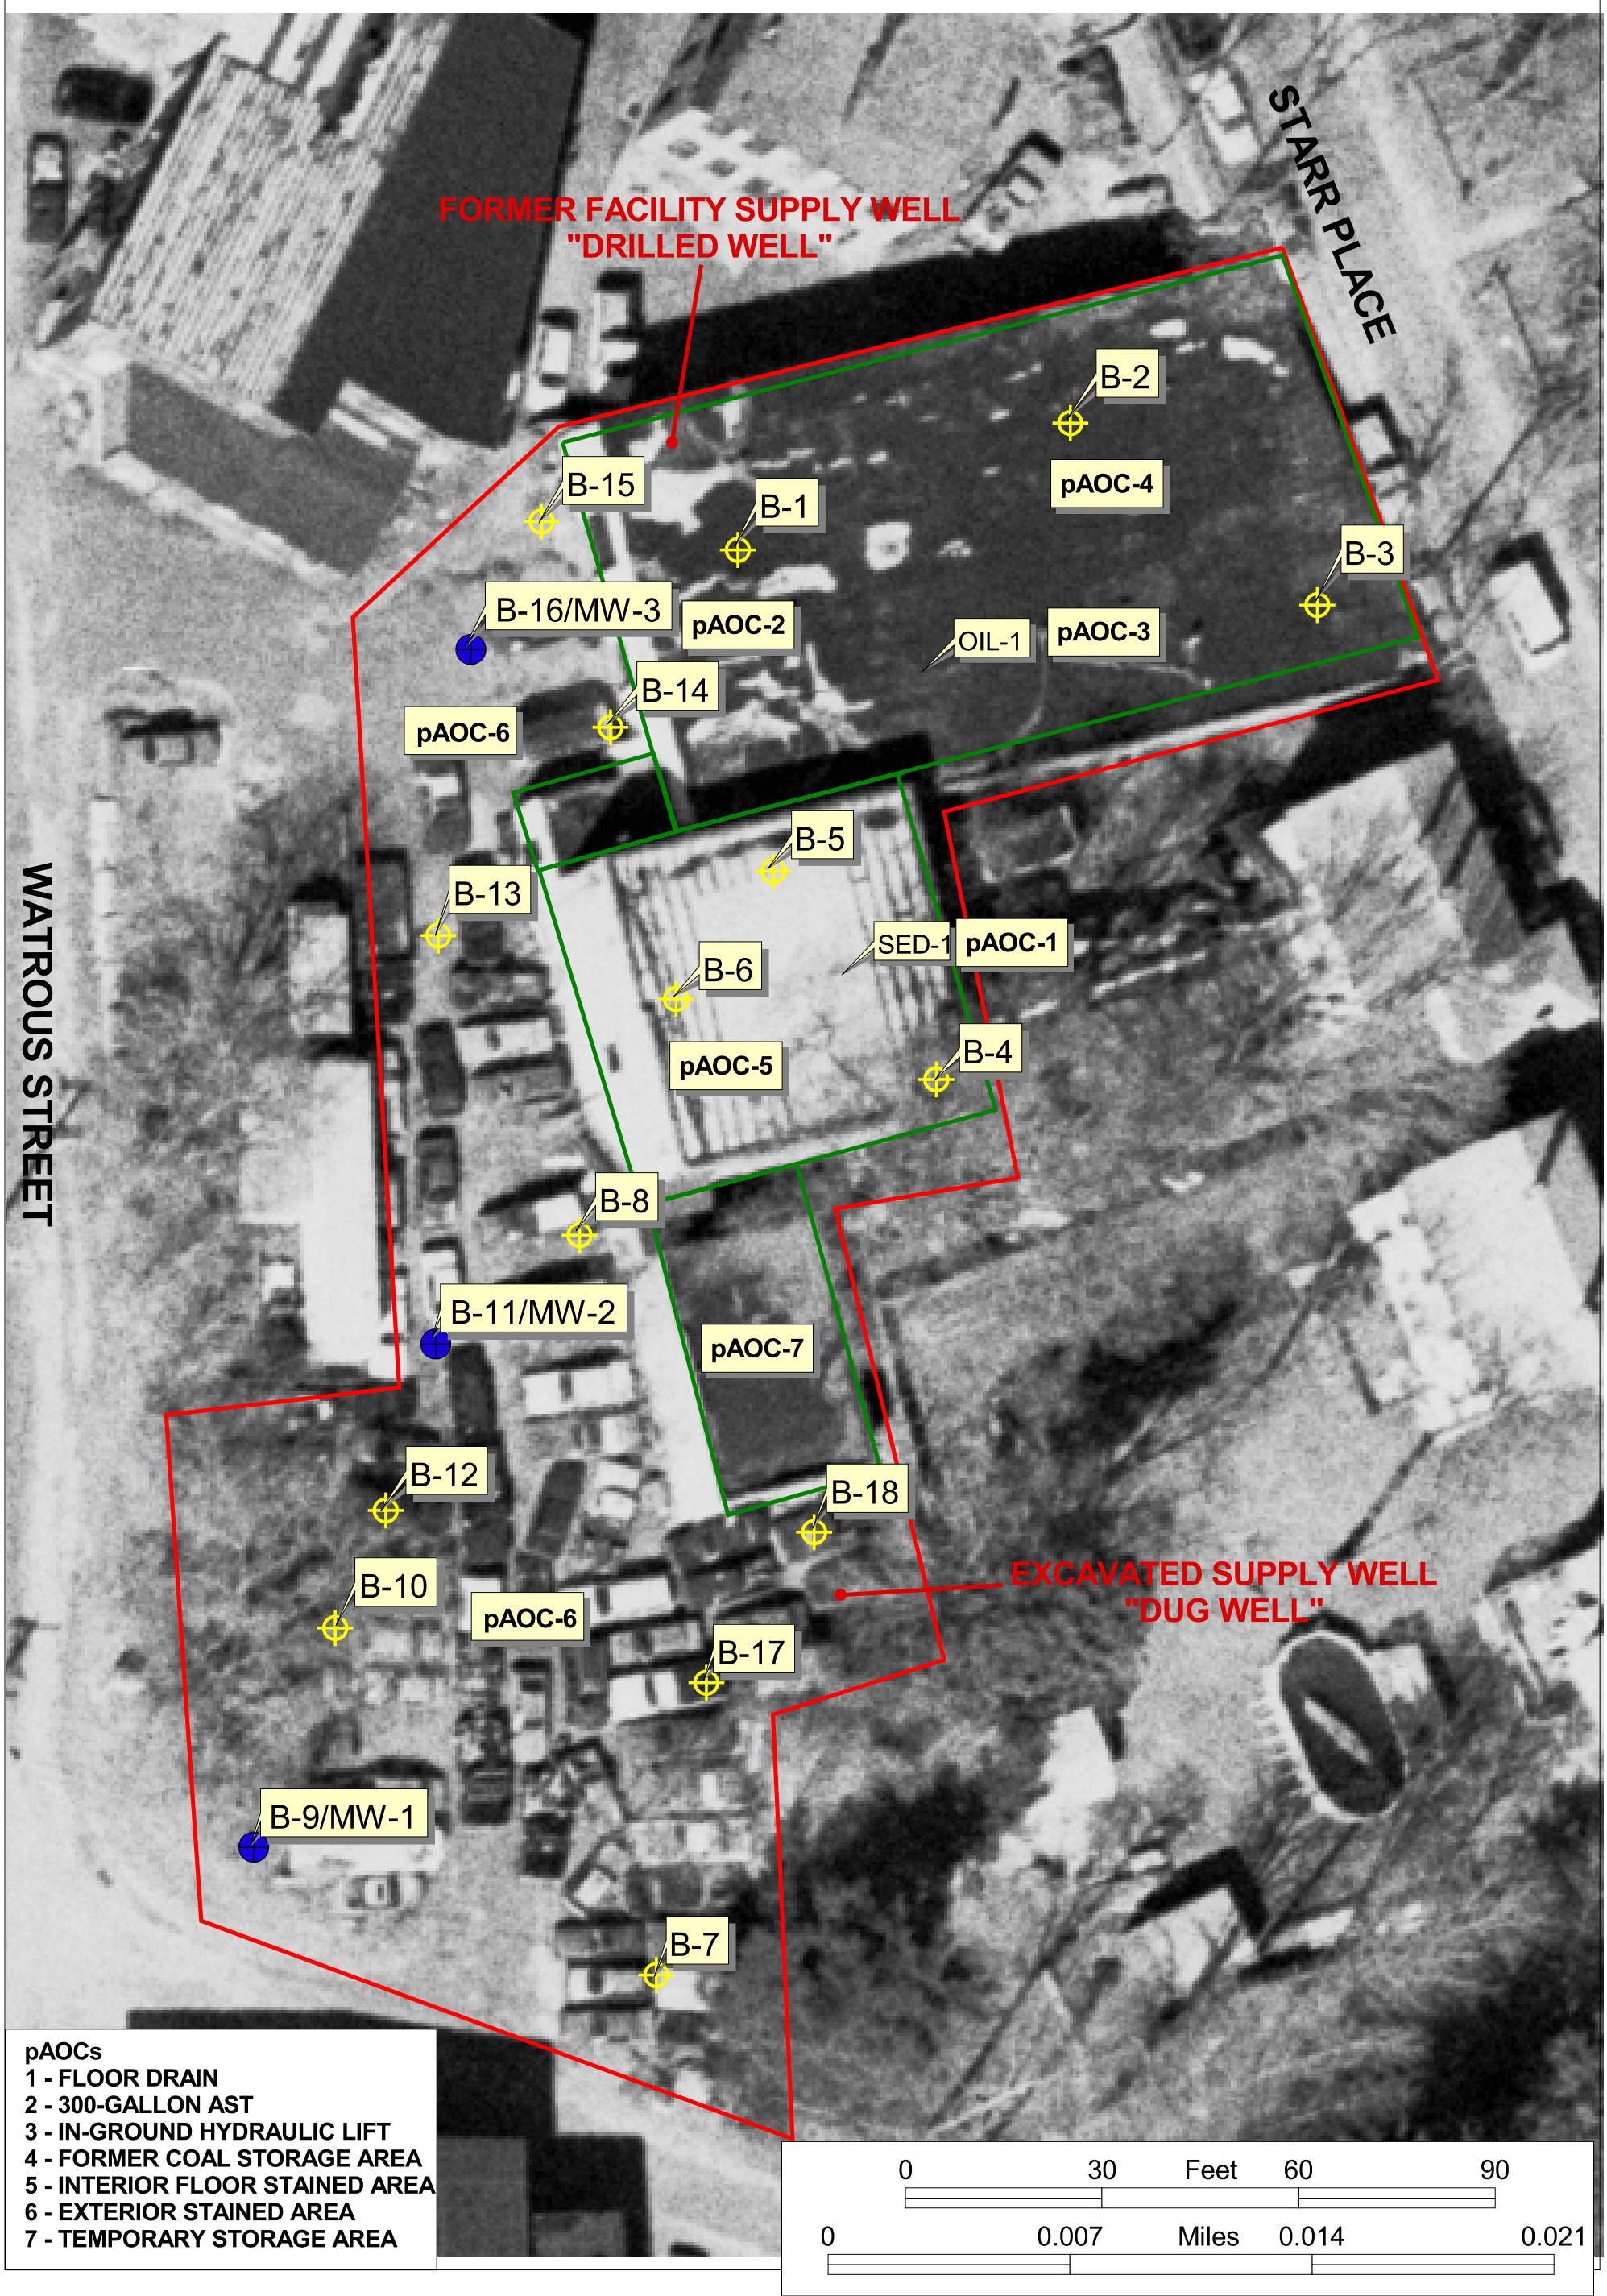 STARR PLACE
FORMER FACILITY SUPPLY WELL
"DRILLED WELL"
B-2
B-15
pAOC-4
B-1
B-3
B-16/MW-3
pAOC-2
pAOC-3
OIL-1
B-14
pAOC-6
B-5
B-13
SED-1
pAOC-1
B-6
B-4
pAOC-5
WATROUS STREET
B-8
B-11/MW-2
pAOC-7
B-12
B-18
B-10
EXCAVATED SUPPLY WELL
"DUG WELL"
pAOC-6
B-17
B-9/MW-1
B-7
pAOCs
1 - FLOOR DRAIN
2 - 300-GALLON AST
3 - IN-GROUND HYDRAULIC LIFT
4 - FORMER COAL STORAGE AREA
5 - INTERIOR FLOOR STAINED AREA
6 - EXTERIOR STAINED AREA
7 - TEMPORARY STORAGE AREA
0 30 Feet 60 90
0 0.007 Miles 0.014 0.021